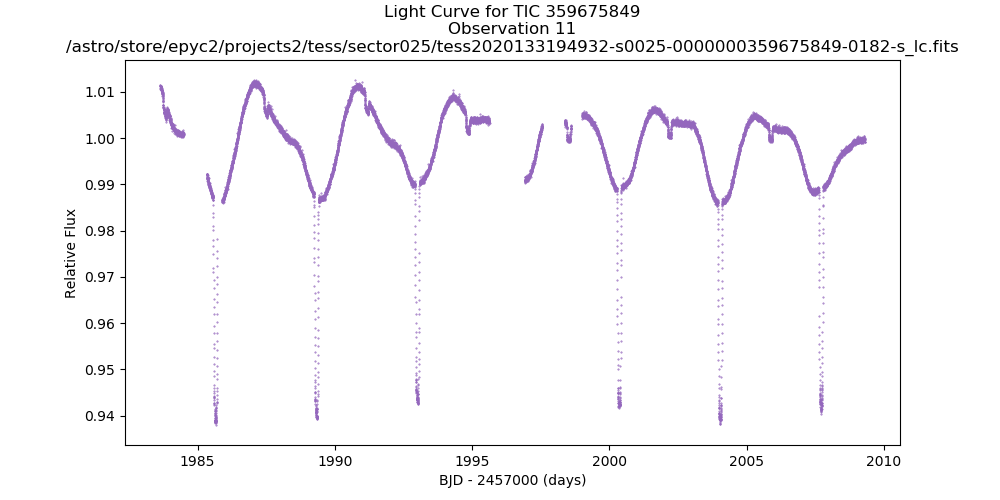 Light Curve for TIC 359675849
Observation 11
/astro/store/epyc2/projects2/tess/sector025/tess2020133194932-s0025-0000000359675849-0182-s_lc.fits
1.01
1.00
0.99
0.98
0.97
0.96
0.95
0.94
Relative Flux
1985
1990
1995
2000
2005
2010
BJD - 2457000 (days)